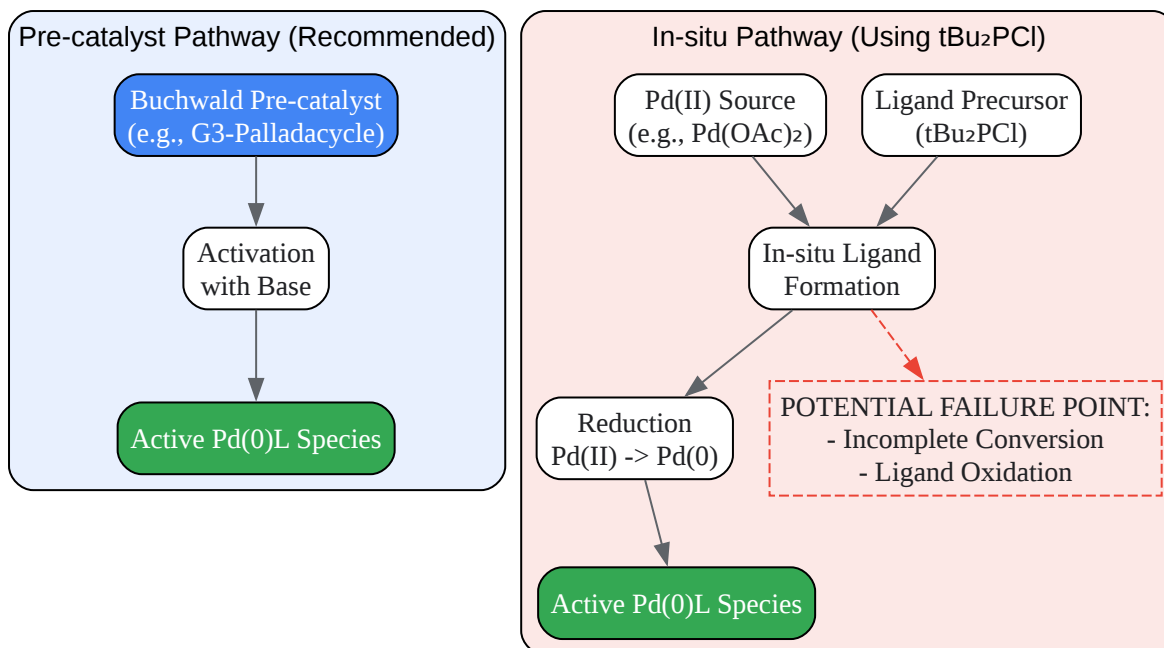 Pre-catalyst Pathway (Recommended)
Buchwald Pre-catalyst
(e.g., G3-Palladacycle)
Activation
with Base
Active Pd(0)L Species
In-situ Pathway (Using tBu₂PCl)
Pd(II) Source
(e.g., Pd(OAc)₂)
Ligand Precursor
(tBu₂PCl)
In-situ Ligand
Formation
Reduction
Pd(II) -> Pd(0)
POTENTIAL FAILURE POINT:
- Incomplete Conversion
- Ligand Oxidation
Active Pd(0)L Species